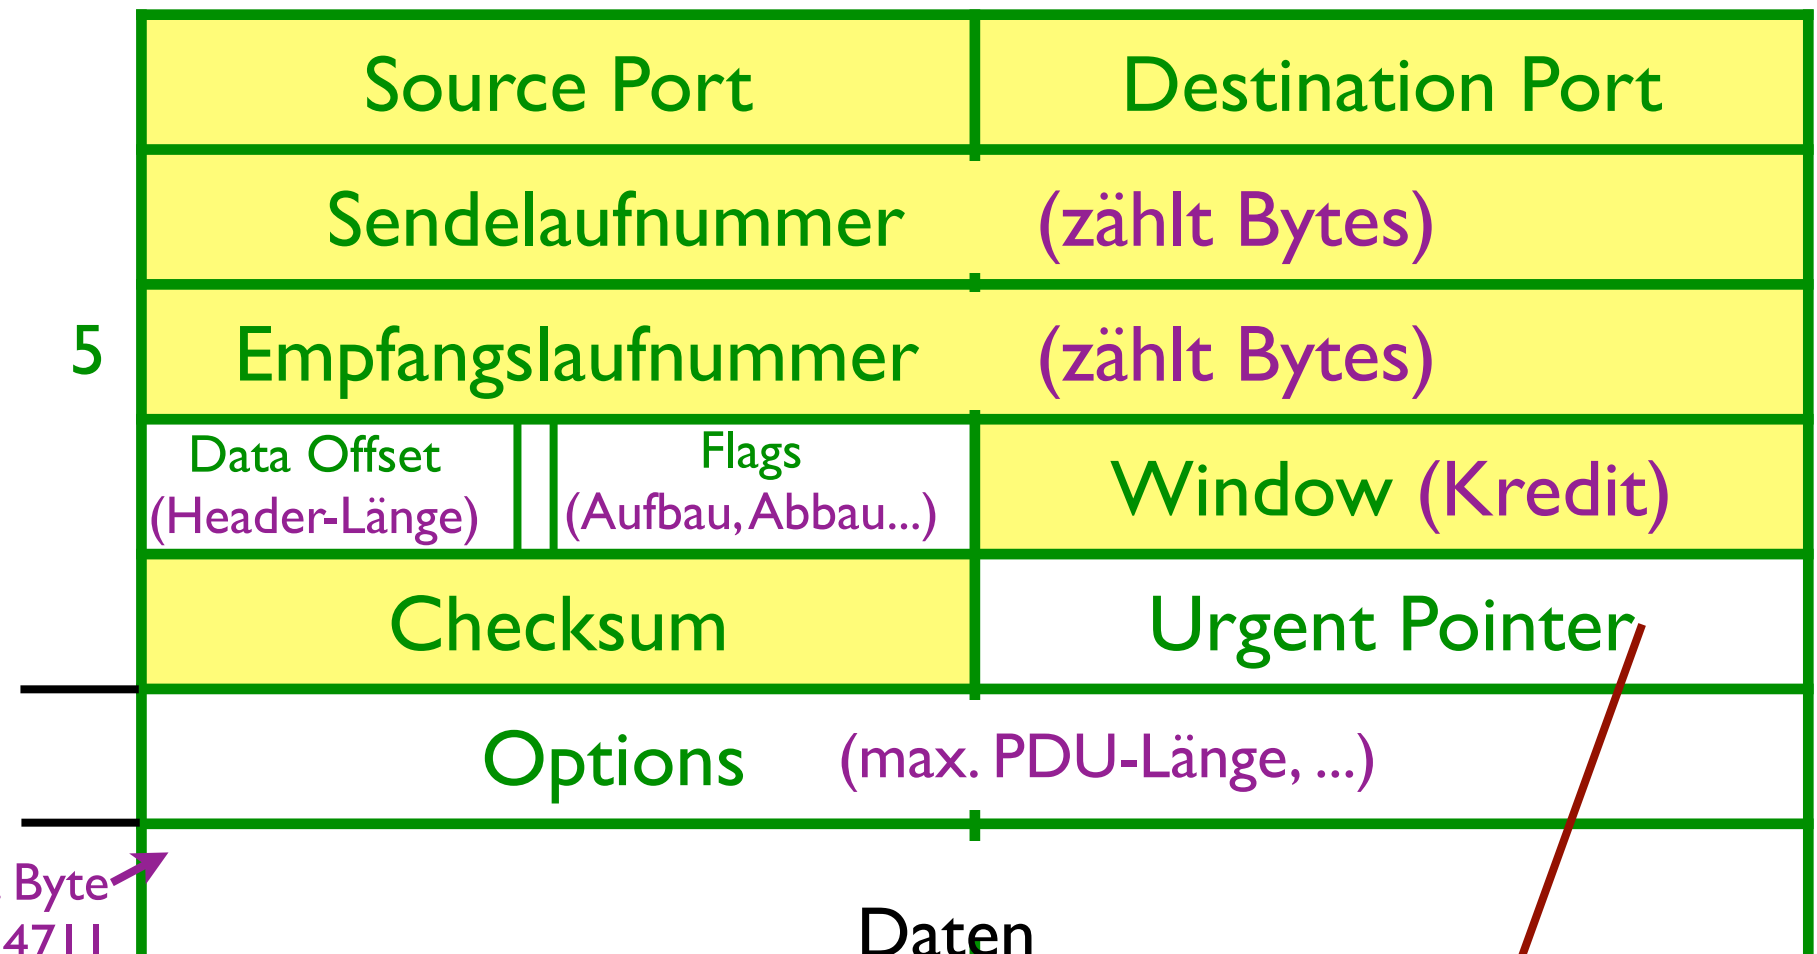 Source Port
Destination Port
Sendelaufnummer (zählt Bytes)
5
Empfangslaufnummer (zählt Bytes)
Data Offset
(Header-Länge)
Flags
(Aufbau, Abbau...)
Window (Kredit)
Checksum
Urgent Pointer
Options (max. PDU-Länge, ...)
Byte
4711
Daten